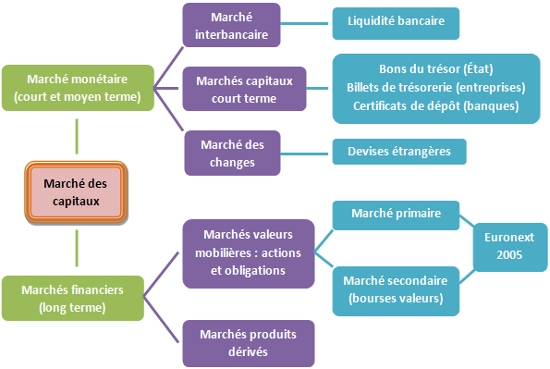 Marché
interbancaire
Liquidité bancaire
Marché monétaire
(court et moyen terme)
Marchés capitaux
court terme
Bons du trésor (État)
Billets de trésorerie (entreprises)
Certificats de dépôt (banques)
Marché des
changes
Devises étrangères
Marché des
capitaux
Marchés valeurs
mobilières : actions
et obligations
Marché primaire
Euronext
2005
Marché secondaire
(bourses valeurs)
Marchés financiers
(long terme)
Marchés produits
dérivés